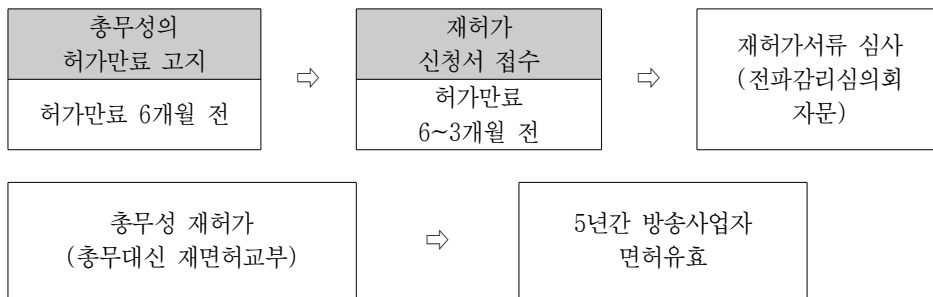 총무성의
허가만료 고지
허가만료 6개월 전
⇨
재허가
신청서 접수
허가만료
6~3개월 전
⇨
재허가서류 심사
(전파감리심의회
자문)
총무성 재허가
(총무대신 재면허교부)
⇨
5년간 방송사업자
면허유효